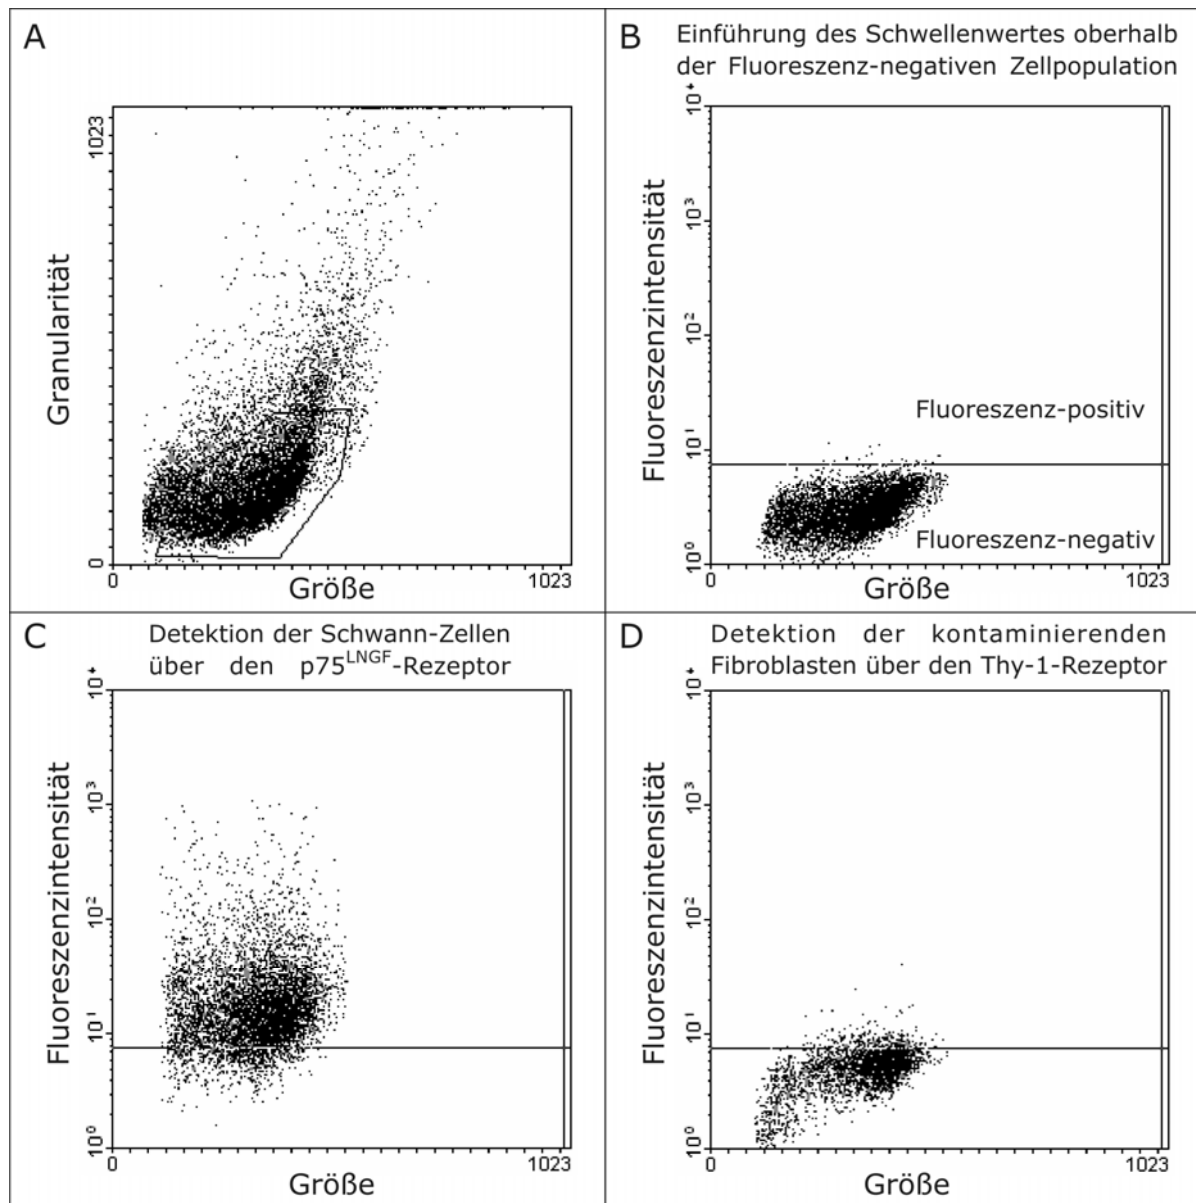 A
1023
Granularität
0
0
Größe
1023
B
Einführung des Schwellenwertes oberhalb
der Fluoreszenz-negativen Zellpopulation
10⁺
10³
10²
10¹
10⁰
Fluoreszenzintensität
Fluoreszenz-positiv
Fluoreszenz-negativ
0
Größe
1023
C
Detektion der Schwann-Zellen
über den p75ᴸᴺᴳᶠ-Rezeptor
10⁺
10³
10²
10¹
10⁰
Fluoreszenzintensität
0
Größe
1023
D
Detektion der kontaminierenden
Fibroblasten über den Thy-1-Rezeptor
10⁺
10³
10²
10¹
10⁰
Fluoreszenzintensität
0
Größe
1023